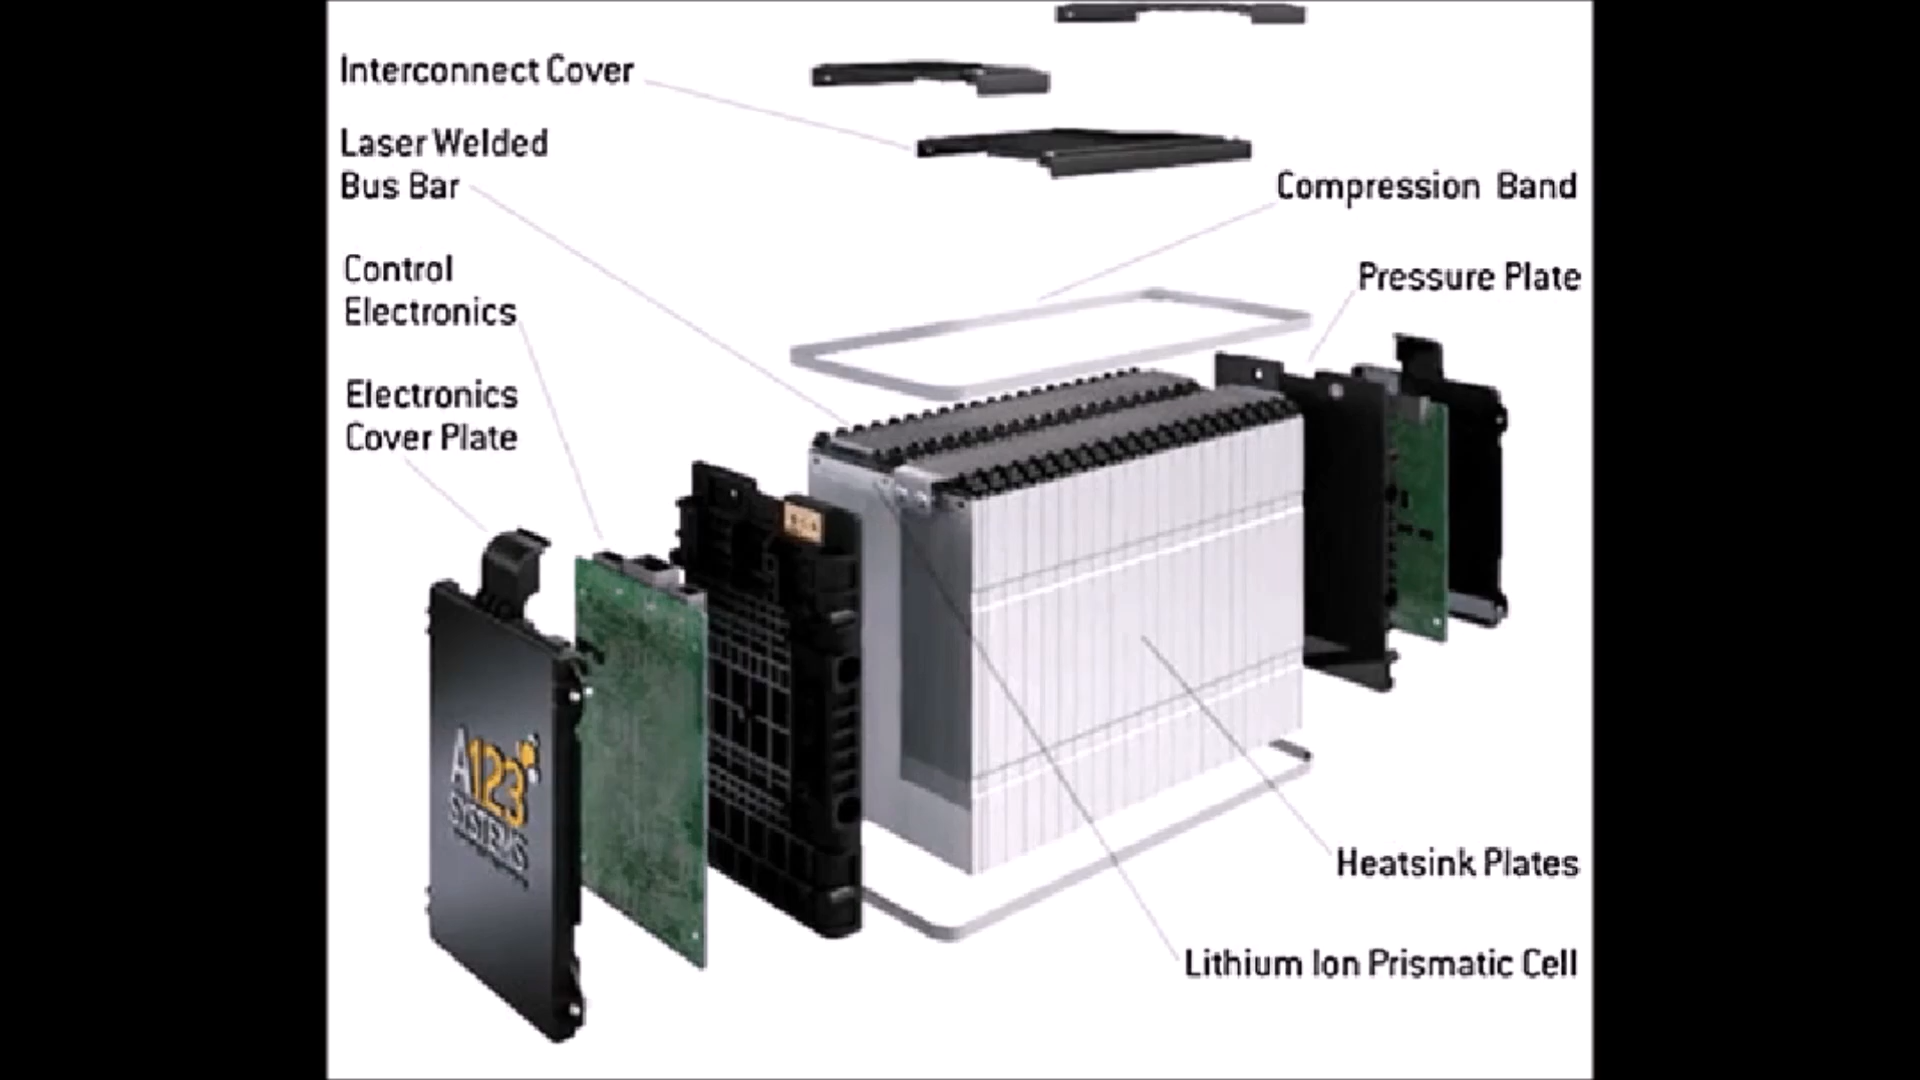 Interconnect Cover
Laser Welded
Bus Bar
Control
Electronics
Electronics
Cover Plate
Compression Band
Pressure Plate
A123
SYSTEMS
Heatsink Plates
Lithium Ion Prismatic Cell